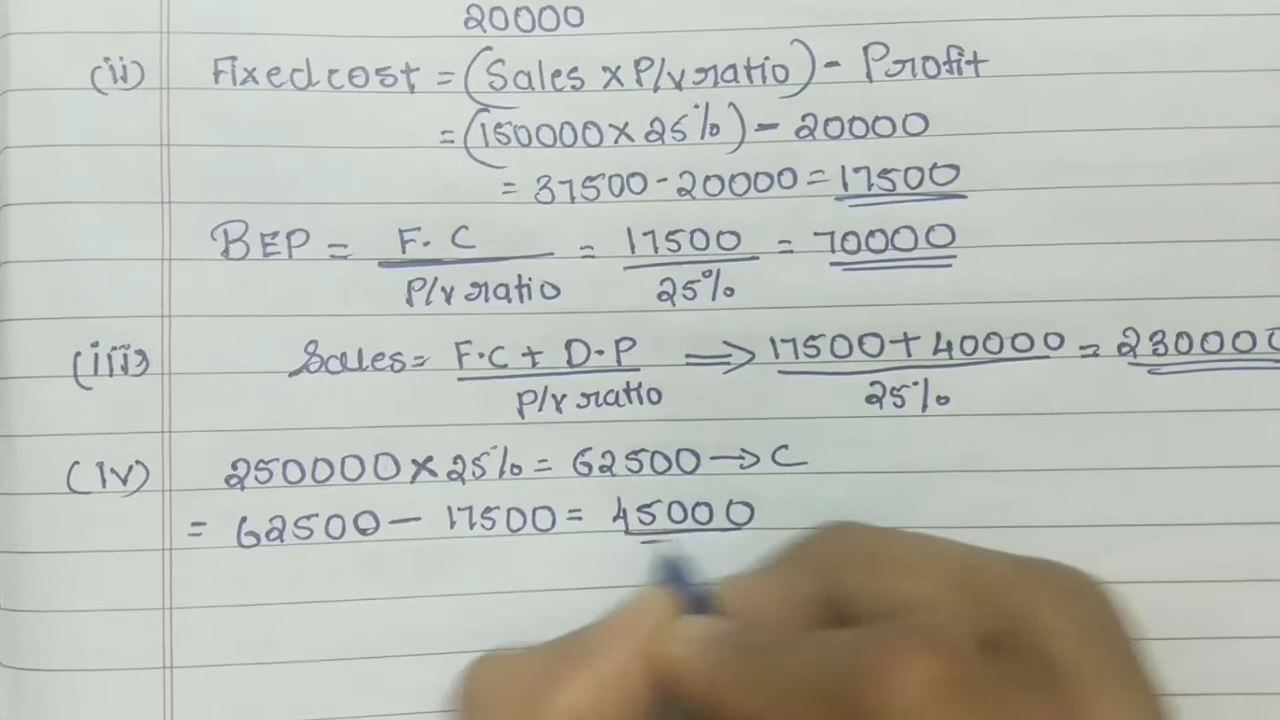 20000
(ii) Fixed cost = (Sales x P/v ratio) - Profit
= (150000 x 25%) - 20000
= 37500 - 20000 = 17500
BEP = F.C / P/v ratio = 17500 / 25% = 70000
(iii) Sales = F.C + D.P / P/v ratio ⇒ 17500 + 40000 / 25% = 230000
(iv) 250000 x 25% = 62500 → C
= 62500 - 17500 = 45000